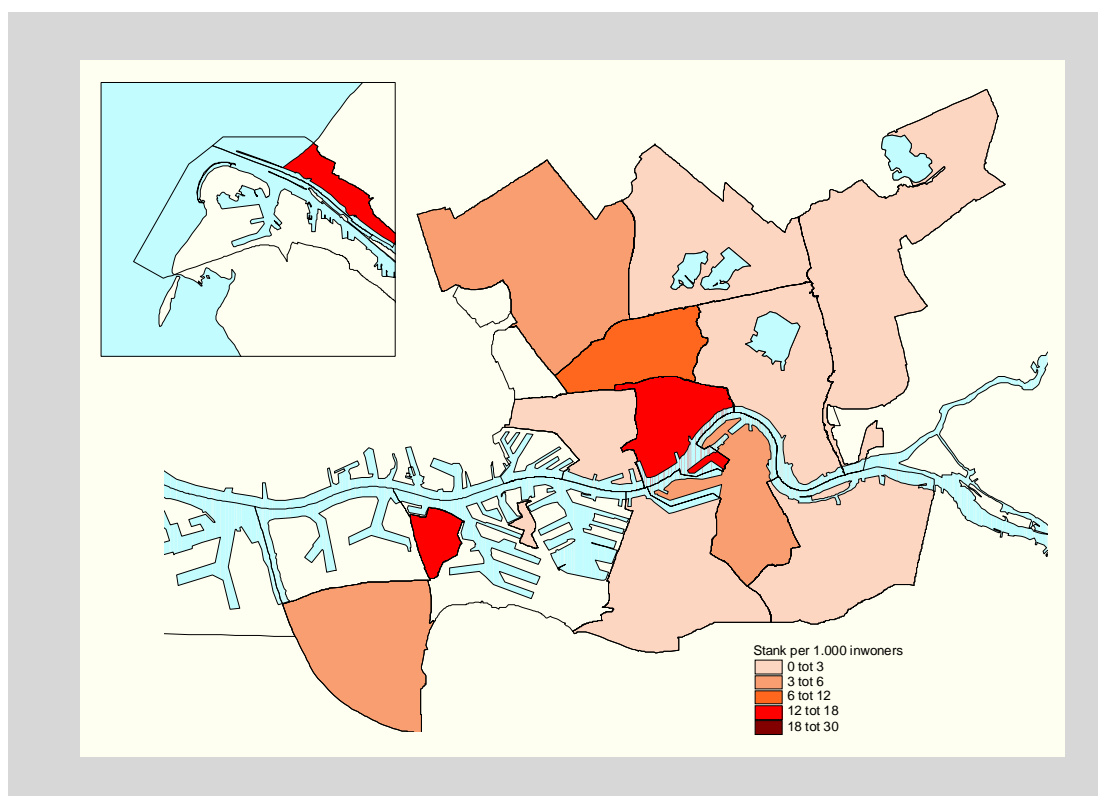 Stank per 1.000 inwoners
0 tot 3
3 tot 6
6 tot 12
12 tot 18
18 tot 30